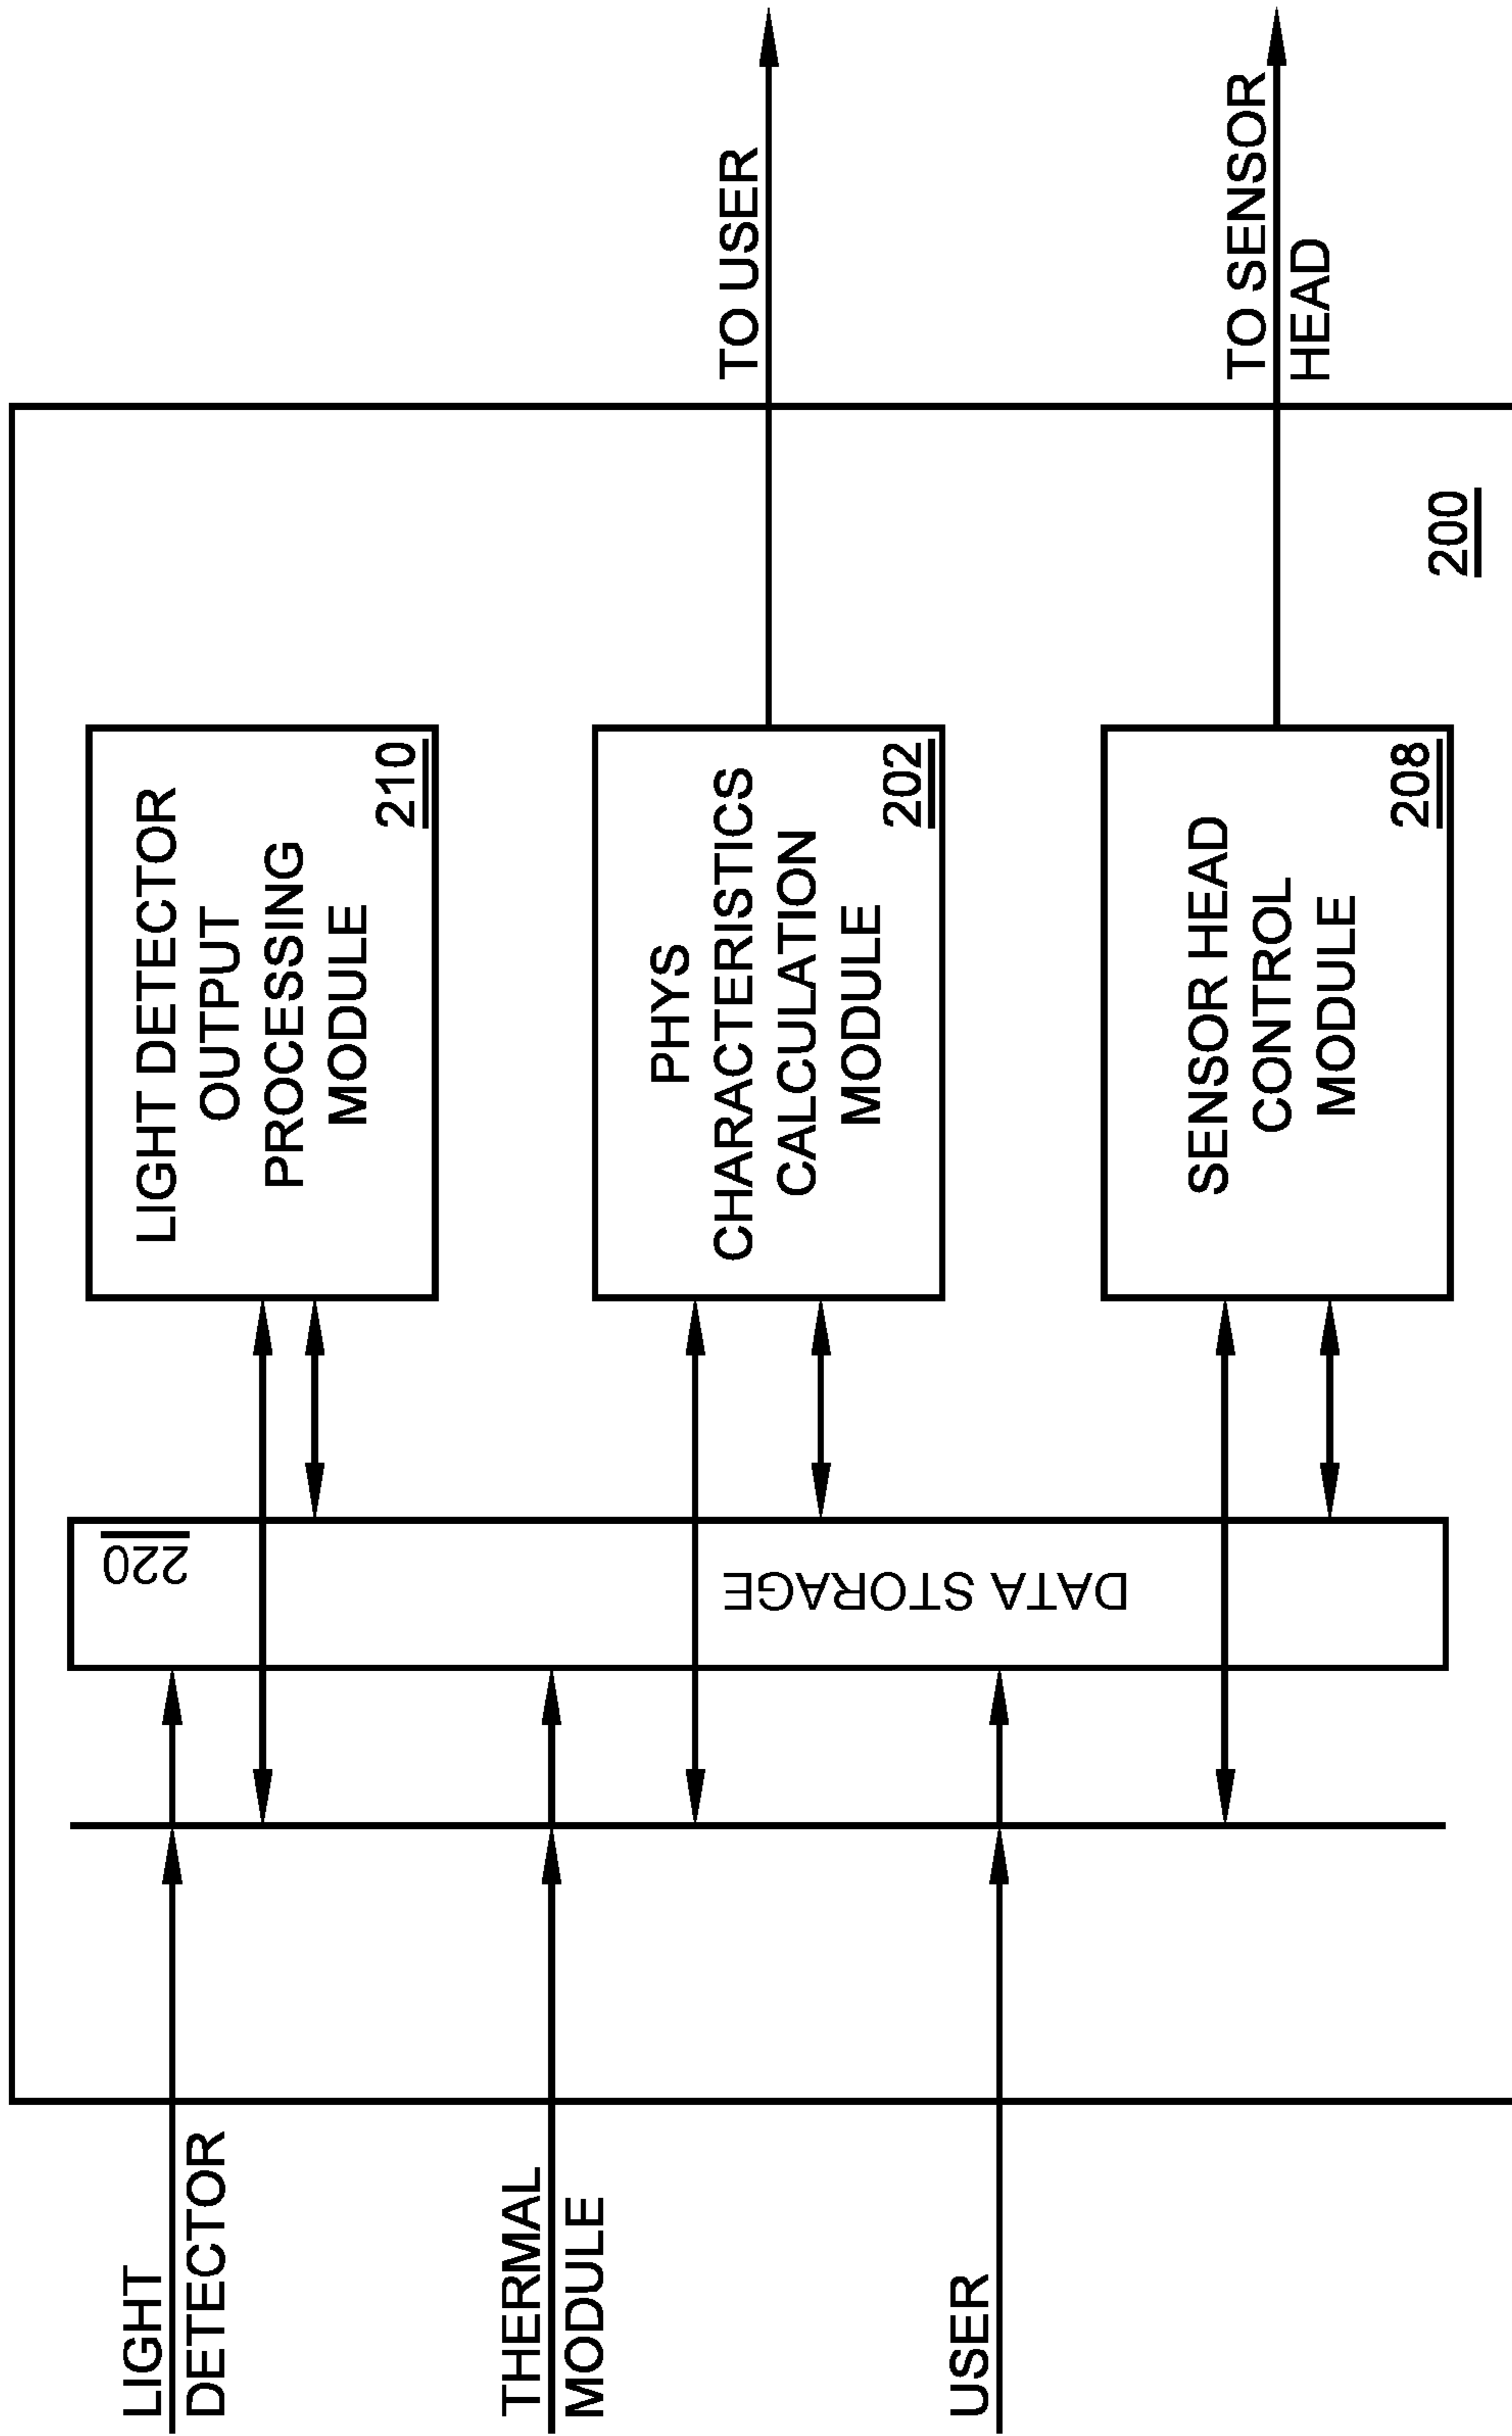 LIGHT
DETECTOR
THERMAL
MODULE
USER
220
DATA STORAGE
LIGHT DETECTOR
OUTPUT
PROCESSING
MODULE
210
PHYS
CHARACTERISTICS
CALCULATION
MODULE
202
SENSOR HEAD
CONTROL
MODULE
208
200
TO USER
TO SENSOR
HEAD